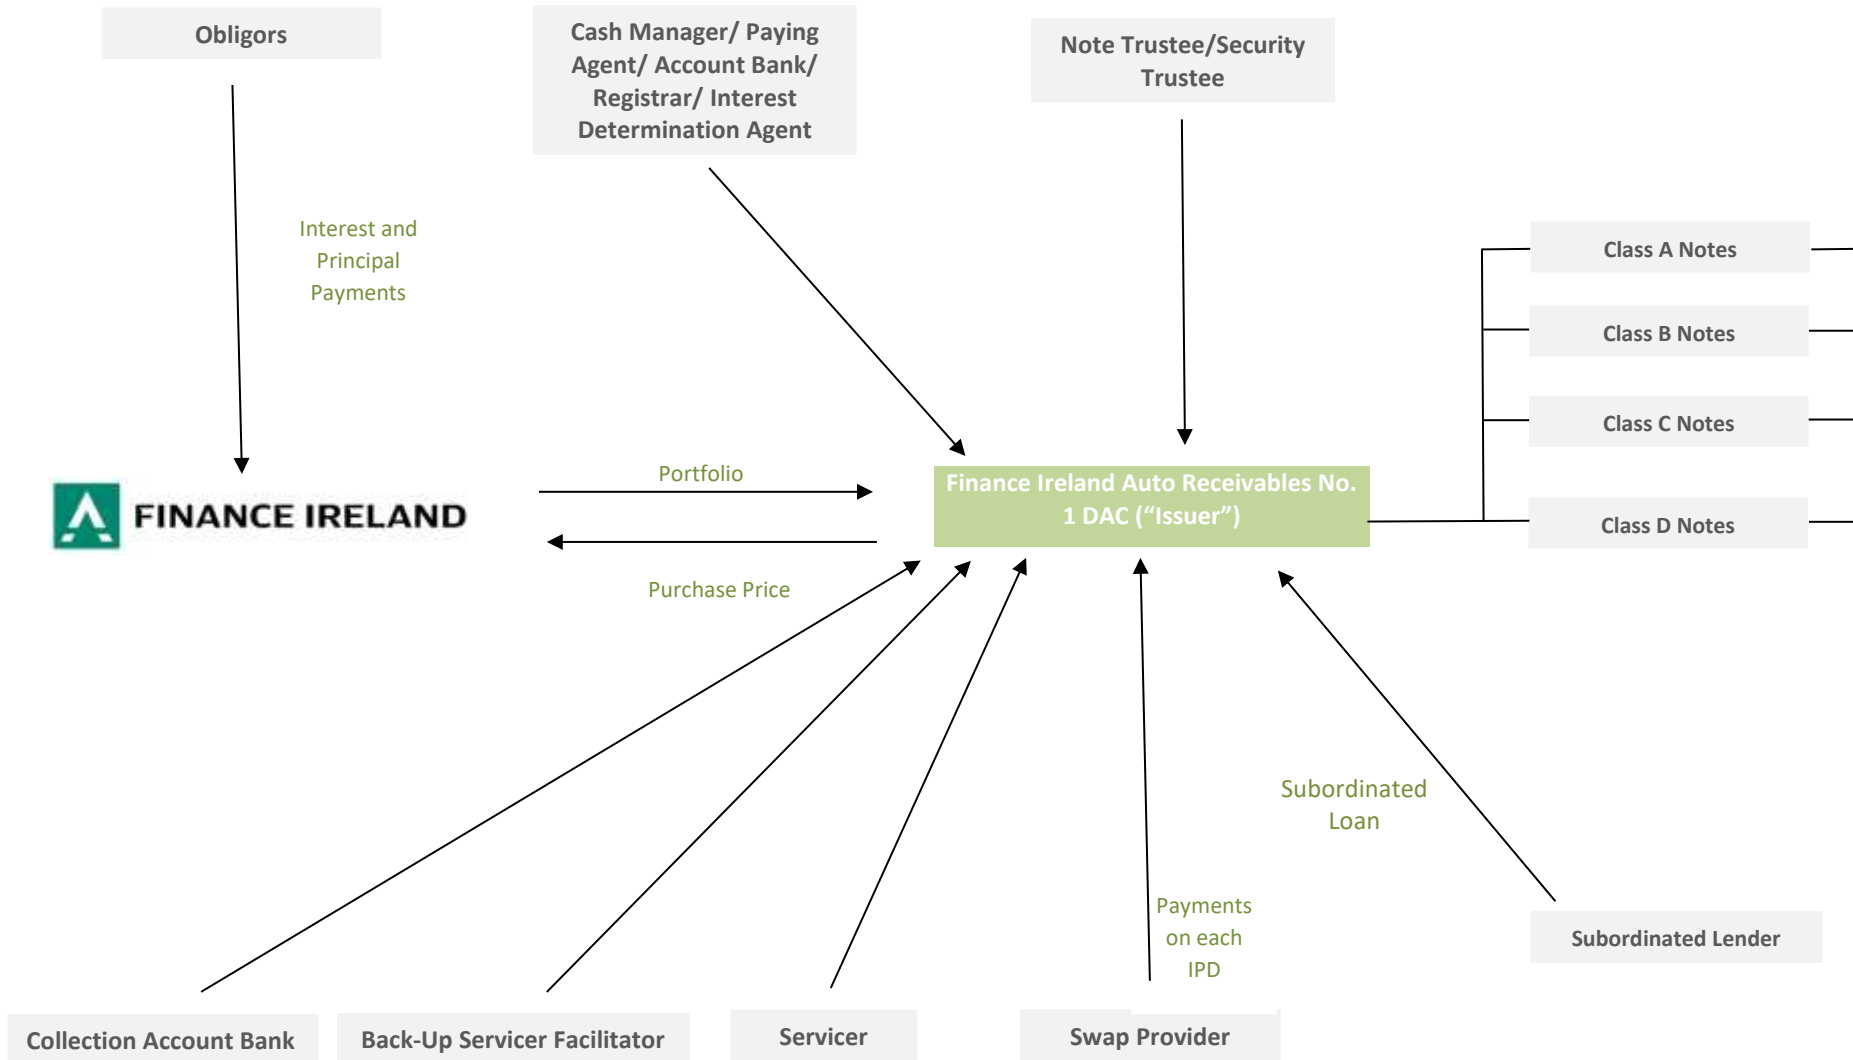 Obligors
Cash Manager/ Paying
Agent/ Account Bank/
Registrar/ Interest
Determination Agent
Note Trustee/Security
Trustee
Interest and
Principal
Payments
Class A Notes
Class B Notes
Class C Notes
Class D Notes
FINANCE IRELAND
Portfolio
Purchase Price
Finance Ireland Auto Receivables No.
1 DAC (“Issuer”)
Subordinated
Loan
Payments
on each
IPD
Subordinated Lender
Collection Account Bank
Back-Up Servicer Facilitator
Servicer
Swap Provider